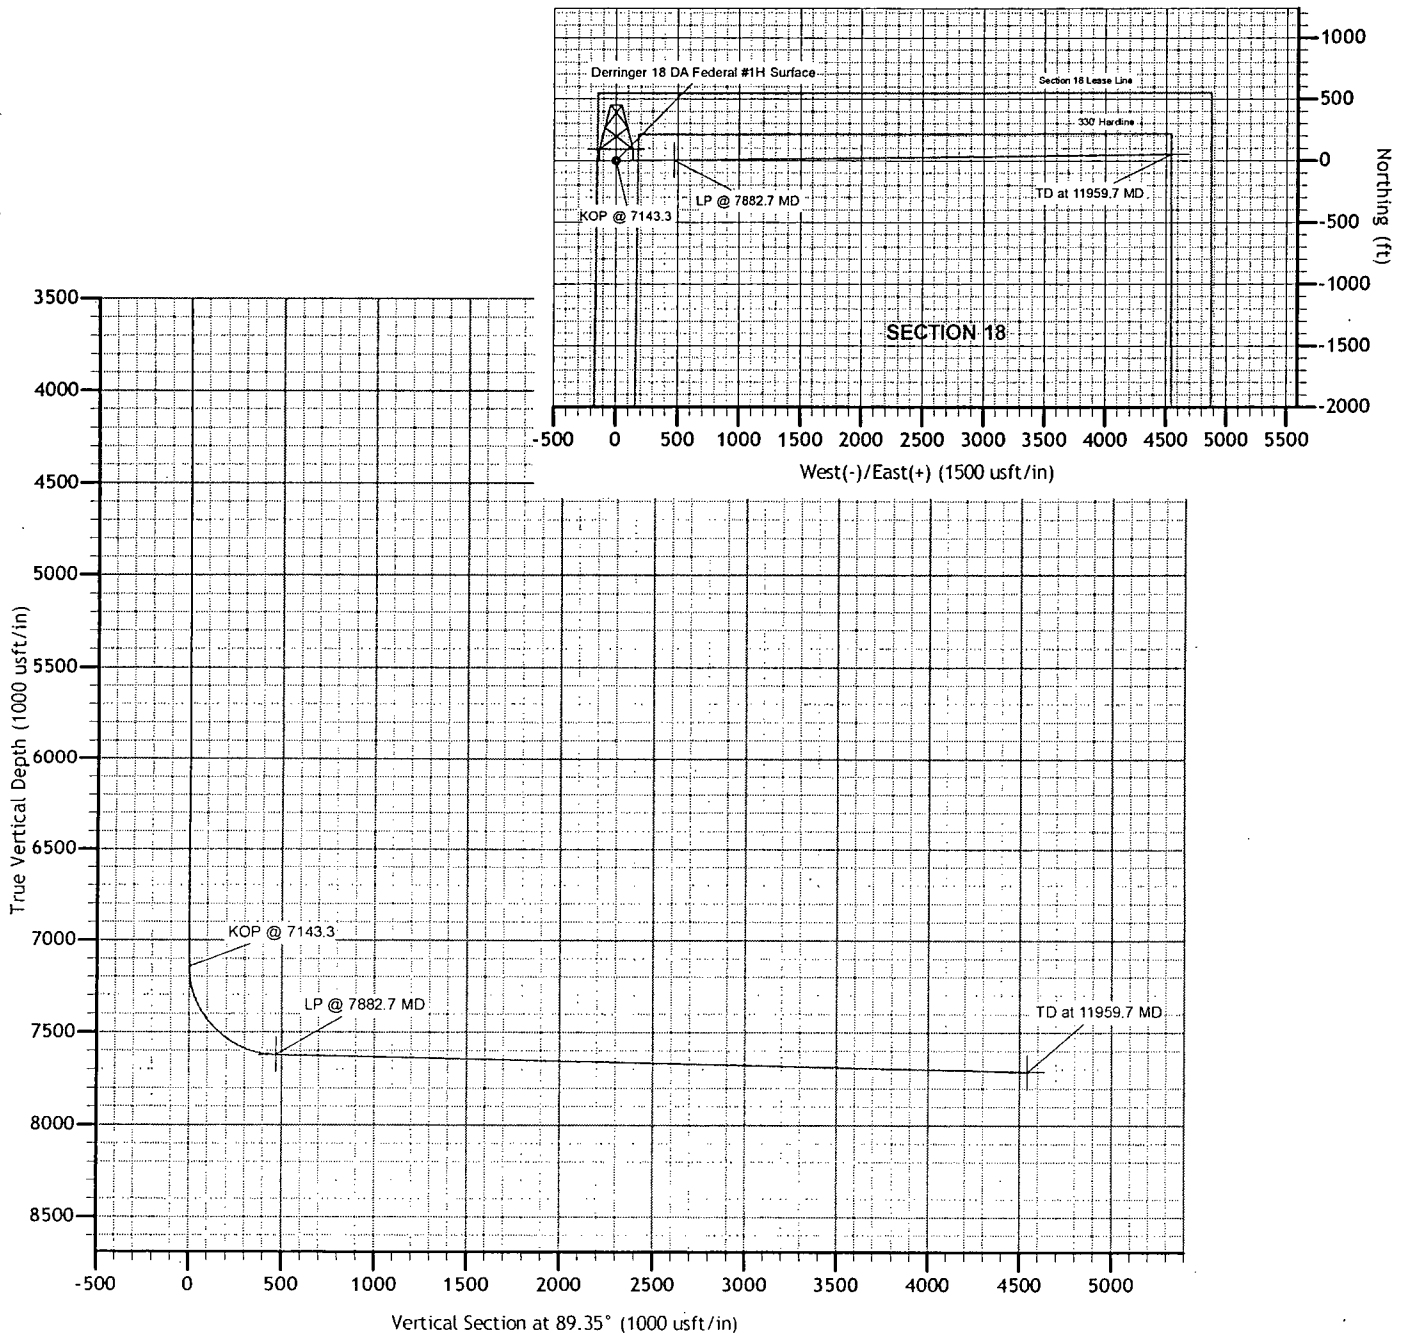 1000
Derringer 18 DA Federal #1H Surface
Section 18 Lease Line
500
330' Hardline
0
TD at 11959.7 MD
LP @ 7882.7 MD
KOP @ 7143.3
-500
Northing (ft)
-1000
SECTION 18
-1500
-2000
-500 0 500 1000 1500 2000 2500 3000 3500 4000 4500 5000 5500
West(-)/East(+) (1500 usft/in)
3500
4000
4500
5000
5500
6000
6500
7000
7500
8000
8500
True Vertical Depth (1000 usft/in)
KOP @ 7143.3
LP @ 7882.7 MD
TD at 11959.7 MD
-500 0 500 1000 1500 2000 2500 3000 3500 4000 4500 5000
Vertical Section at 89.35° (1000 usft/in)